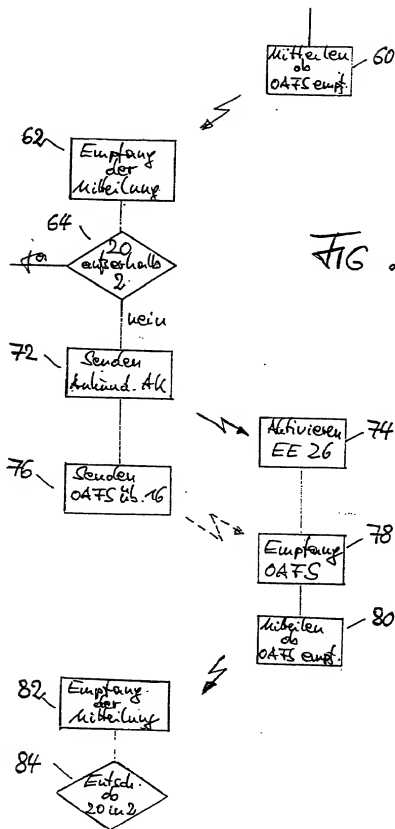 Mitteilen
ob
OAFS empf.
60
62
Empfang
der
Mitteilung
64
20
außerhalb
2
ja
FIG.
nein
72
Senden
Ankünd. AK
Aktivieren
EE 26
74
76
Senden
OAFS üb. 16
Empfang
OAFS
78
Mitteilen
ob
OAFS empf.
80
82
Empfang
der
Mitteilung
84
Entsch.
ob
20 in 2